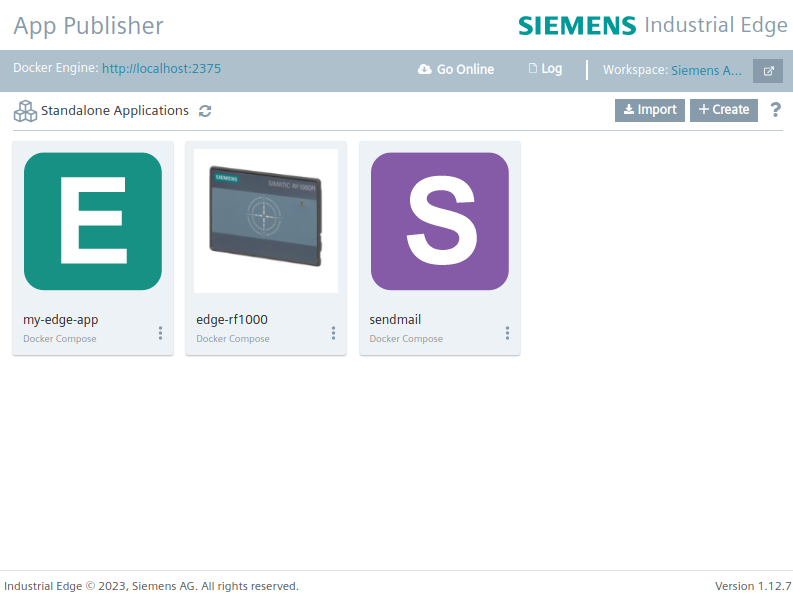 App Publisher
SIEMENS Industrial Edge
Docker Engine: http://localhost:2375
Go Online
Log
Workspace: Siemens A...
Standalone Applications
Import
Create
?
E
SIEMENS
SIMATIC RF1000R
S
my-edge-app
Docker Compose
edge-rf1000
Docker Compose
sendmail
Docker Compose
Industrial Edge © 2023, Siemens AG. All rights reserved.
Version 1.12.7